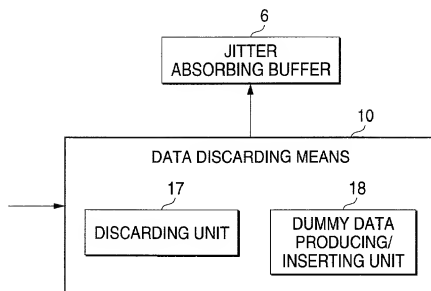 6
JITTER
ABSORBING BUFFER
10
DATA DISCARDING MEANS
17
DISCARDING UNIT
18
DUMMY DATA
PRODUCING/
INSERTING UNIT